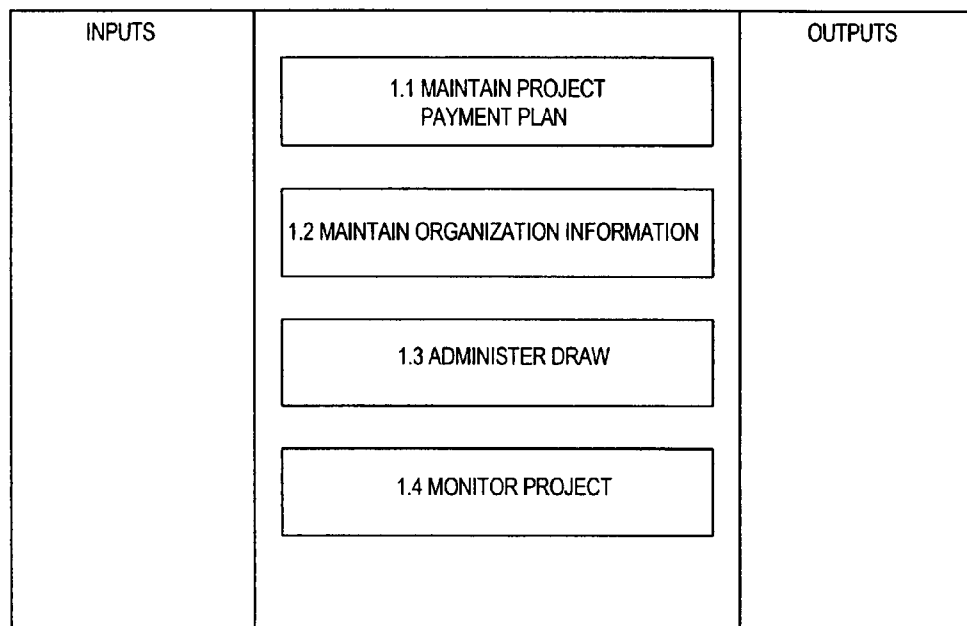 INPUTS
OUTPUTS
1.1 MAINTAIN PROJECT
PAYMENT PLAN
1.2 MAINTAIN ORGANIZATION INFORMATION
1.3 ADMINISTER DRAW
1.4 MONITOR PROJECT